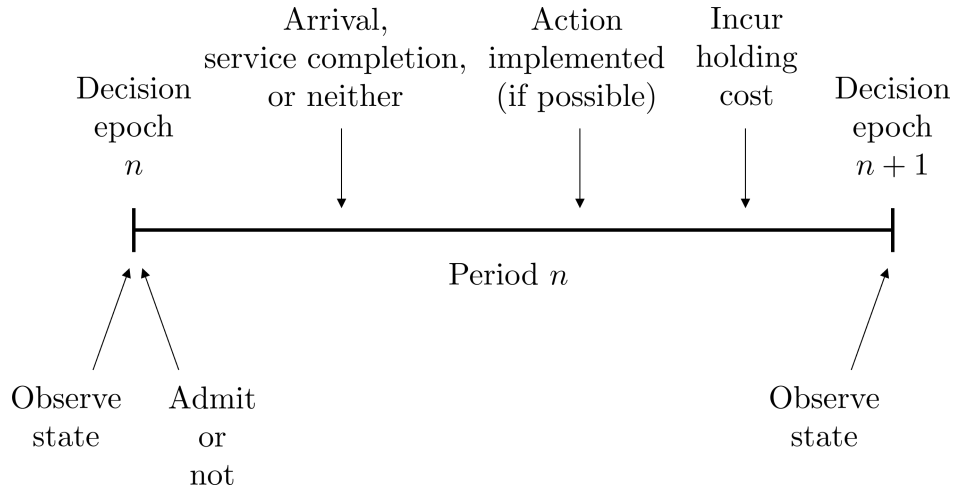 Arrival,
service completion,
or neither
Action
implemented
(if possible)
Incur
holding
cost
Decision
epoch
n
Decision
epoch
n + 1
Period n
Observe
state
Admit
or
not
Observe
state